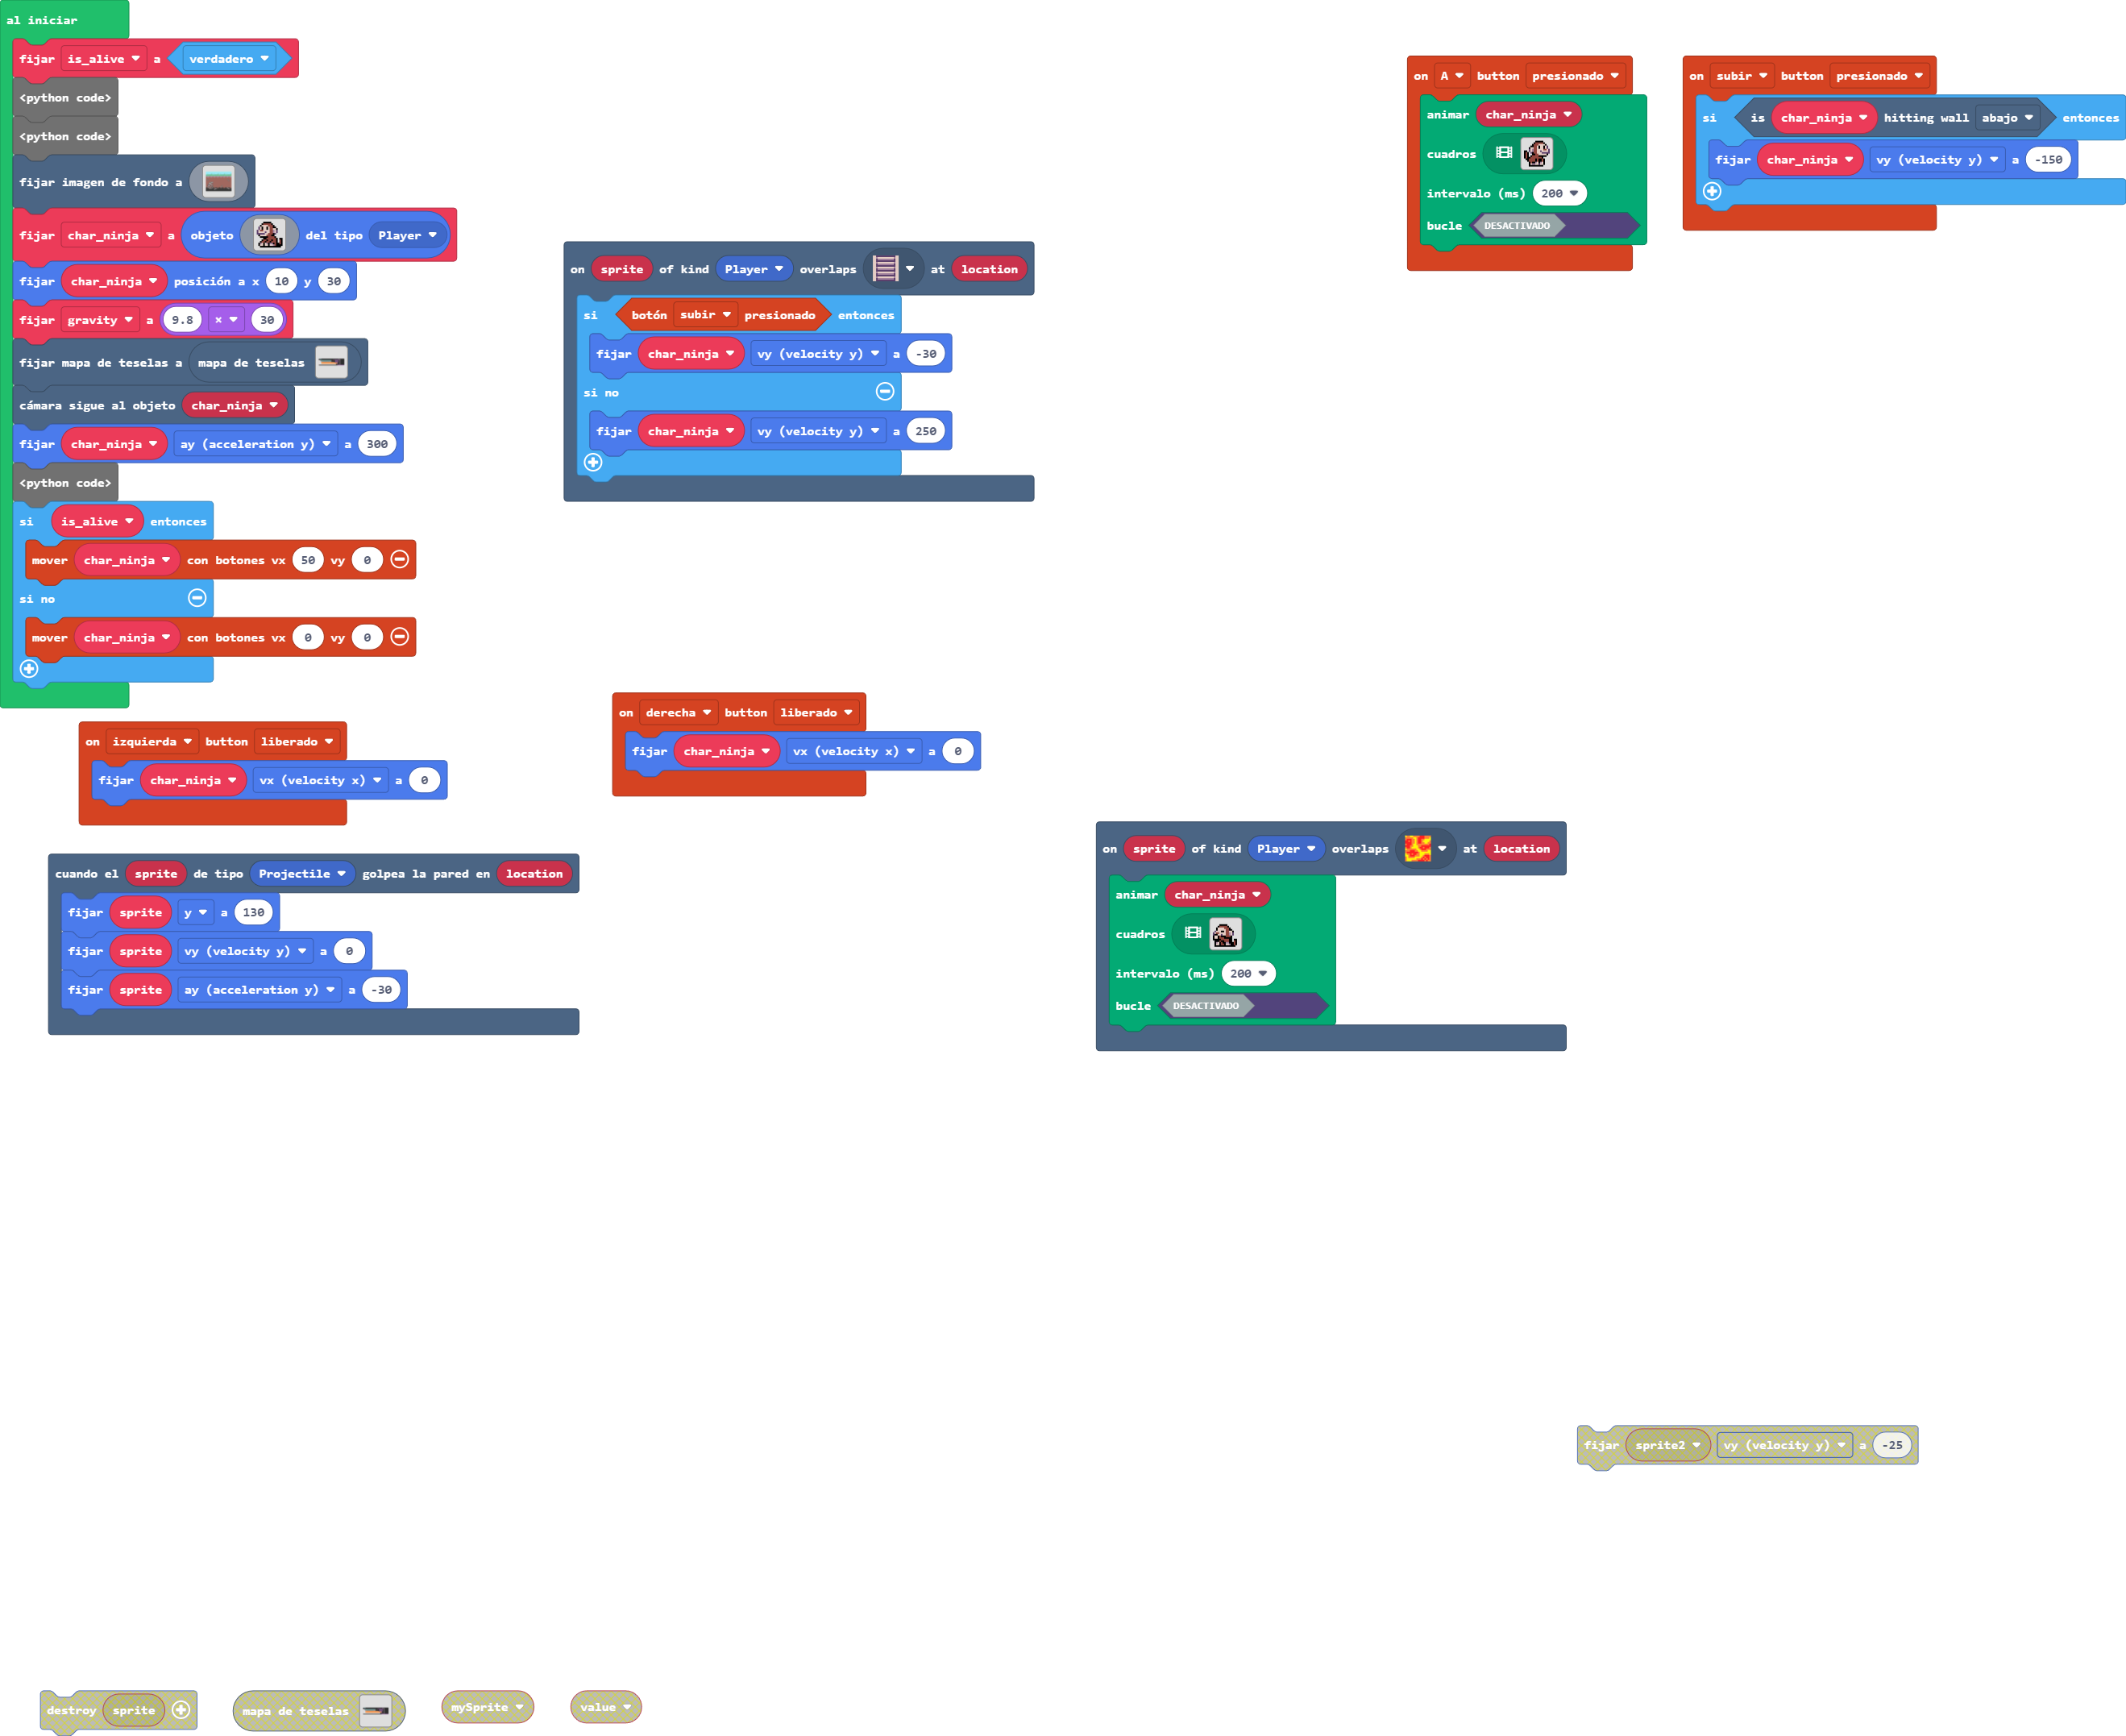 al iniciar
fijar is_alive a verdadero
<python code>
<python code>
fijar imagen de fondo a
fijar char_ninja a objeto del tipo Player
fijar char_ninja posición a x 10 y 30
fijar gravity a 9.8 × 30
fijar mapa de teselas a mapa de teselas
cámara sigue al objeto char_ninja
fijar char_ninja ay (acceleration y) a 300
<python code>
si is_alive entonces
mover char_ninja con botones vx 50 vy 0
si no
mover char_ninja con botones vx 0 vy 0
on A button presionado
animar char_ninja
cuadros
intervalo (ms) 200
bucle DESACTIVADO
on subir button presionado
si is char_ninja hitting wall abajo entonces
fijar char_ninja vy (velocity y) a -150
on sprite of kind Player overlaps at location
si botón subir presionado entonces
fijar char_ninja vy (velocity y) a -30
si no
fijar char_ninja vy (velocity y) a 250
on izquierda button liberado
fijar char_ninja vx (velocity x) a 0
on derecha button liberado
fijar char_ninja vx (velocity x) a 0
cuando el sprite de tipo Projectile golpea la pared en location
fijar sprite y a 130
fijar sprite vy (velocity y) a 0
fijar sprite ay (acceleration y) a -30
on sprite of kind Player overlaps at location
animar char_ninja
cuadros
intervalo (ms) 200
bucle DESACTIVADO
fijar sprite2 vy (velocity y) a -25
destroy sprite
mapa de teselas
mySprite
value